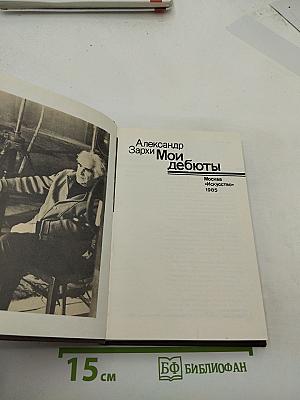 Александр
Зархи
Мои
дебюты
Москва
«Искусство»
1985
15 см
БФ БИБЛИОФАН